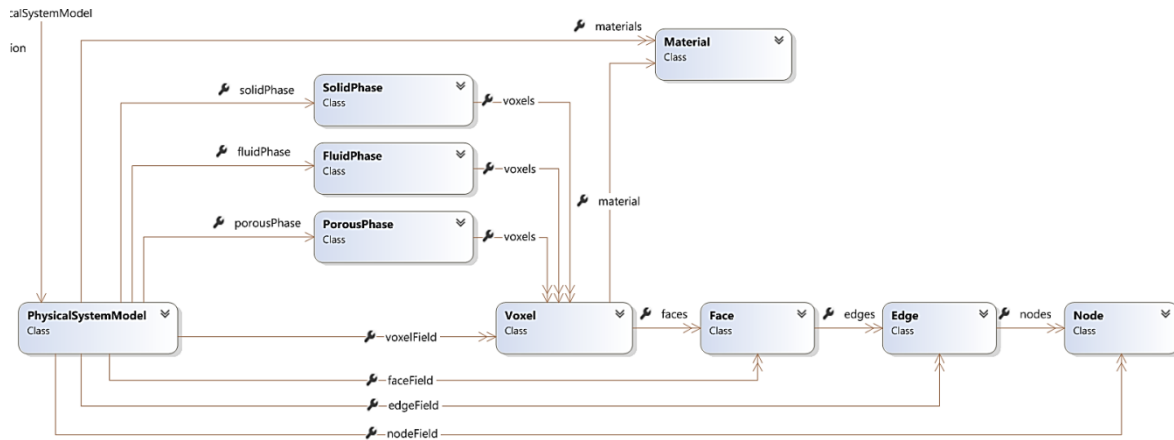 calSystemModel
ion
materials
Material
Class
solidPhase
SolidPhase
Class
voxels
fluidPhase
FluidPhase
Class
voxels
material
porousPhase
PorousPhase
Class
voxels
PhysicalSystemModel
Class
voxelField
Voxel
Class
faces
Face
Class
edges
Edge
Class
nodes
Node
Class
faceField
edgeField
nodeField